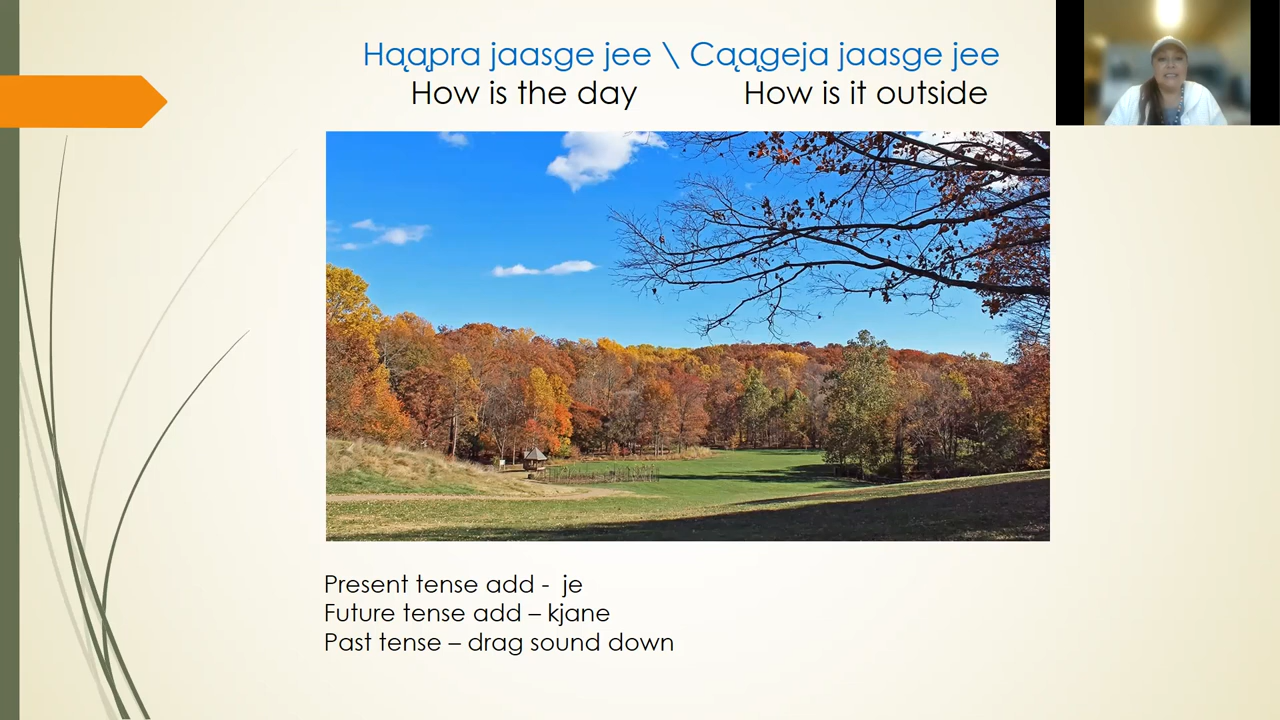 Hąąpra jaasge jee \ Cąągeja jaasge jee
How is the day How is it outside
Present tense add - je
Future tense add – kjane
Past tense – drag sound down